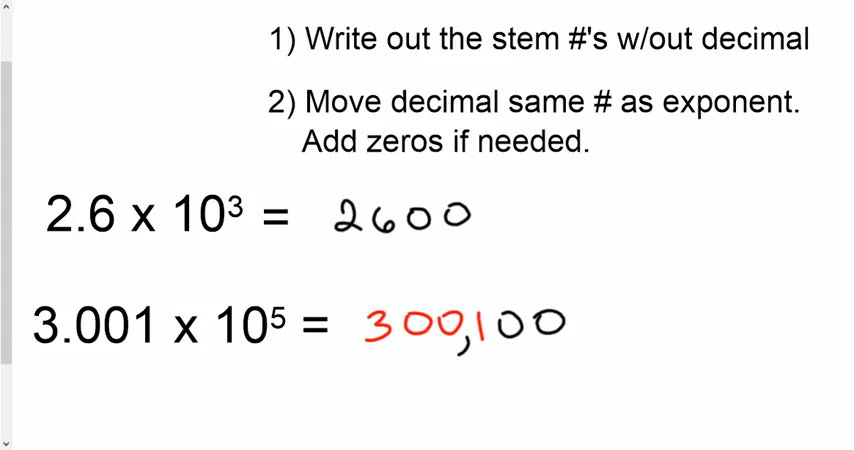 1) Write out the stem #'s w/out decimal
2) Move decimal same # as exponent.
Add zeros if needed.
2.6 x 10³ = 2600
3.001 x 10⁵ = 300,100